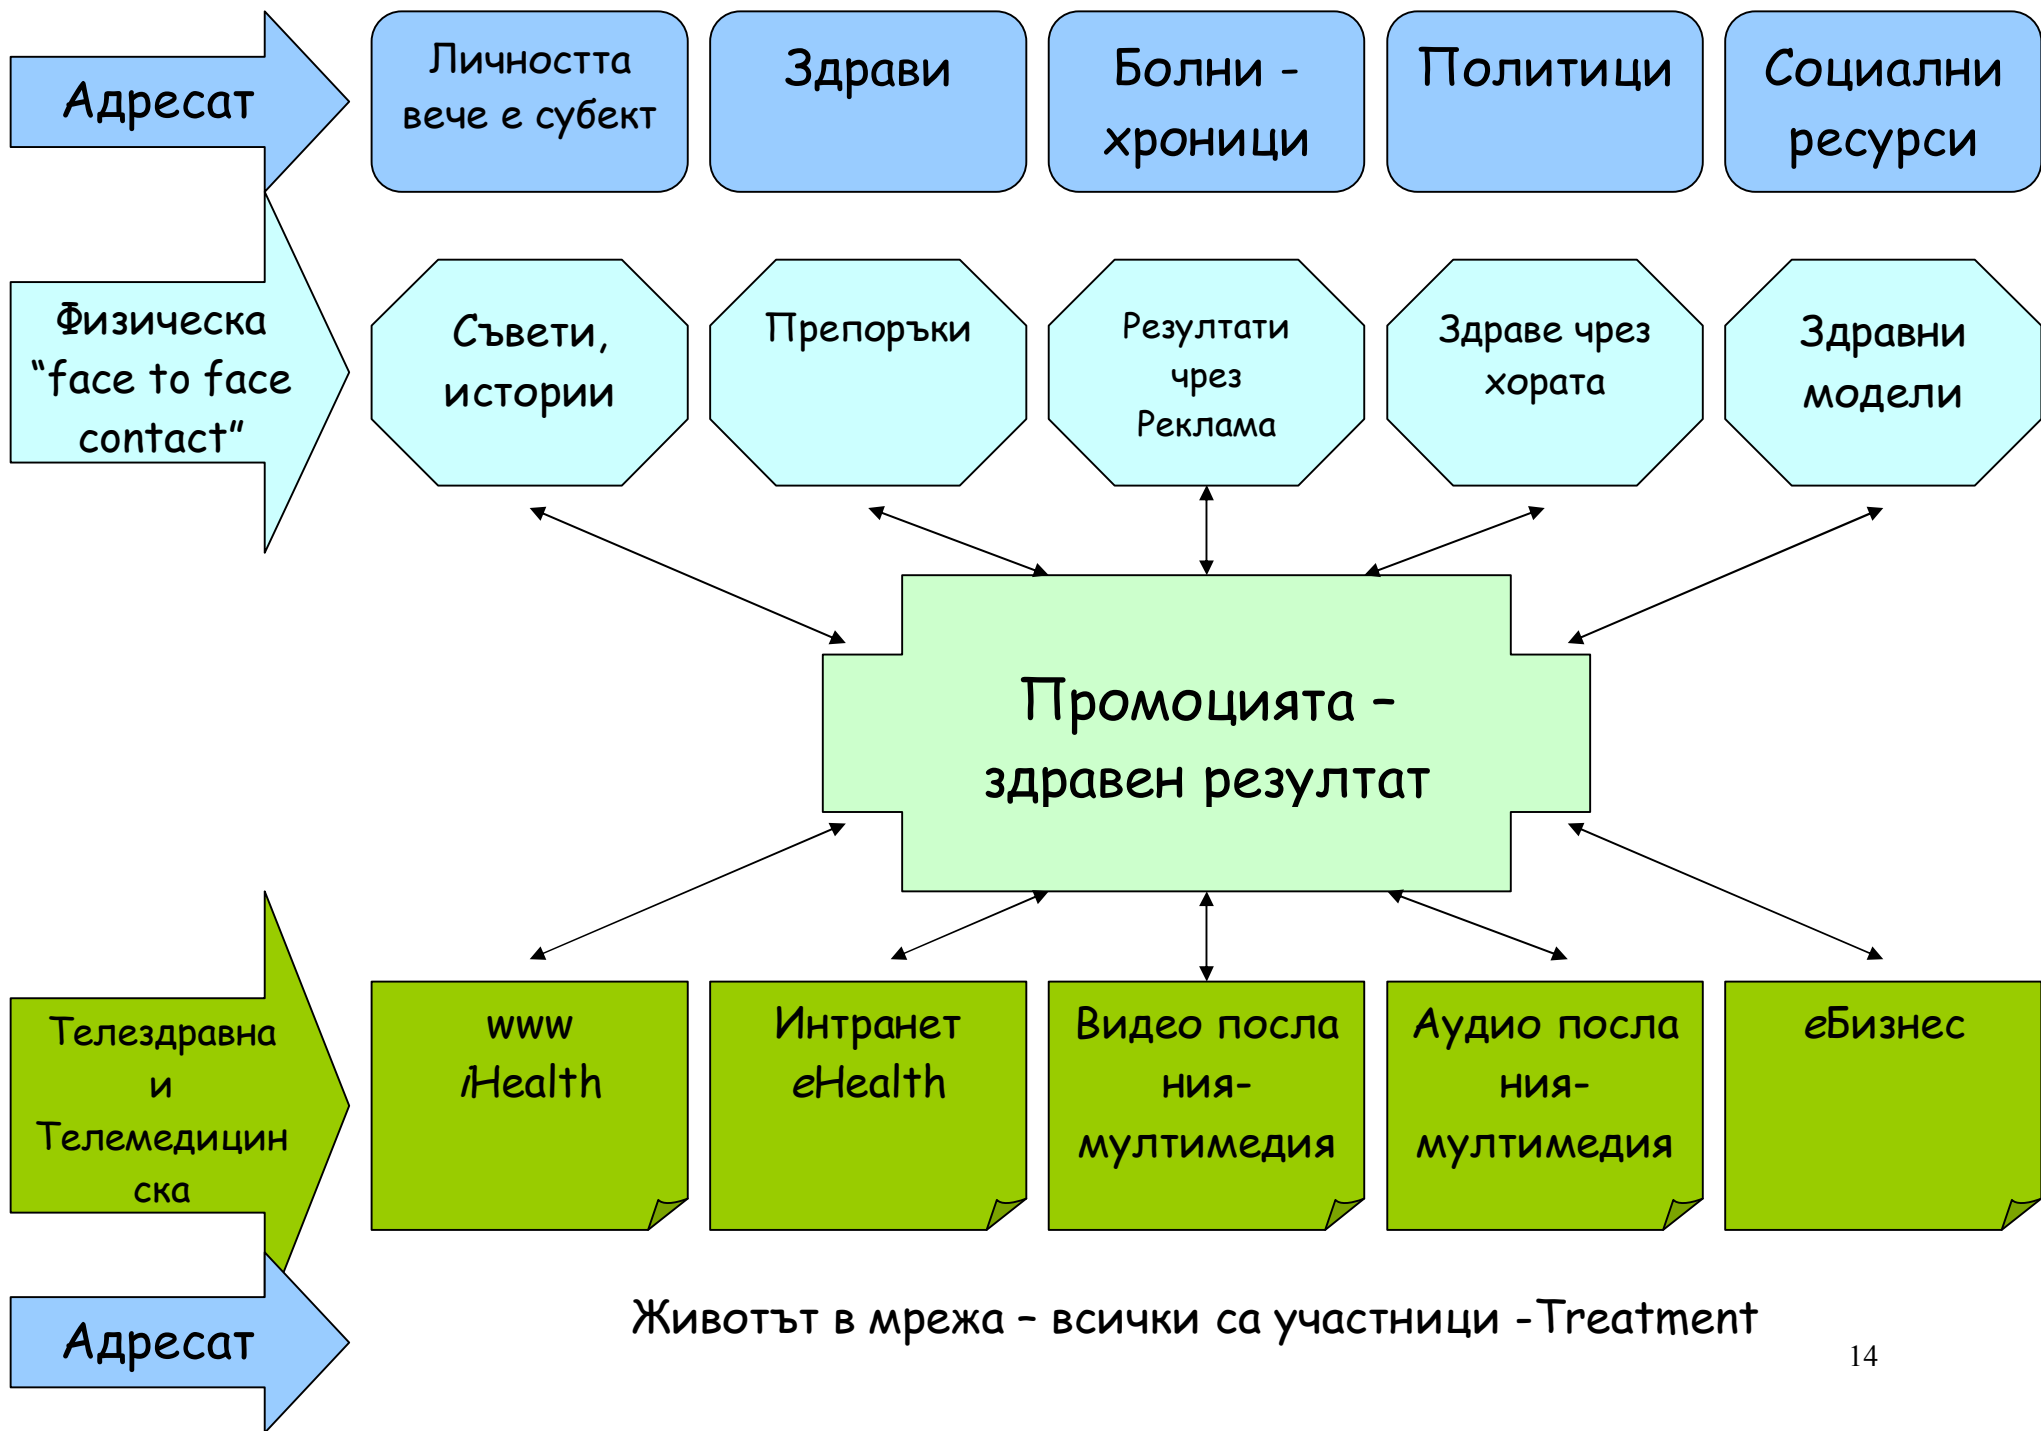 Адресат
Личността
вече е субект
Здрави
Болни -
хроници
Политици
Социални
ресурси
Физическа
“face to face
contact”
Съвети,
истории
Препоръки
Резултати
чрез
Реклама
Здраве чрез
хората
Здравни
модели
Промоцията –
здравен резултат
Телездравна
и
Телемедицин
ска
www
iHealth
Интранет
eHealth
Видео посла
ния-
мултимедия
Аудио посла
ния-
мултимедия
еБизнес
Адресат
Животът в мрежа – всички са участници -Treatment
14